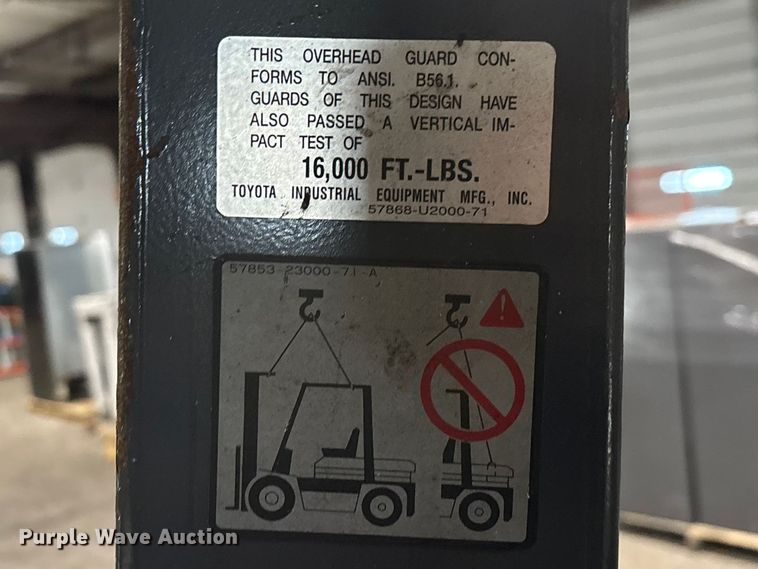 THIS OVERHEAD GUARD CON-
FORMS TO ANSI. B56.1.
GUARDS OF THIS DESIGN HAVE
ALSO PASSED A VERTICAL IM-
PACT TEST OF
16,000 FT.-LBS.
TOYOTA INDUSTRIAL EQUIPMENT MFG., INC.
57868-U2000-71
57853-23000-71-A
Purple Wave Auction